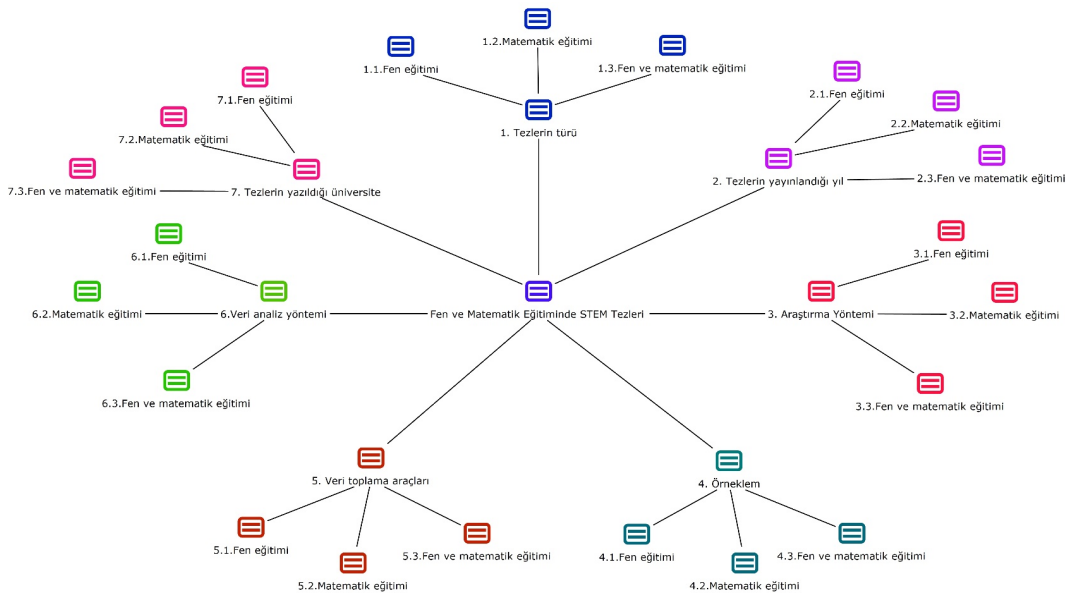 1.2.Matematik eğitimi
1.1.Fen eğitimi
1.3.Fen ve matematik eğitimi
1. Tezlerin türü
2.1.Fen eğitimi
2.2.Matematik eğitimi
2. Tezlerin yayınlandığı yıl
2.3.Fen ve matematik eğitimi
7.1.Fen eğitimi
7.2.Matematik eğitimi
7.3.Fen ve matematik eğitimi
7. Tezlerin yazıldığı üniversite
6.1.Fen eğitimi
6.2.Matematik eğitimi
6.Veri analiz yöntemi
6.3.Fen ve matematik eğitimi
Fen ve Matematik Eğitiminde STEM Tezleri
3.1.Fen eğitimi
3. Araştırma Yöntemi
3.2.Matematik eğitimi
3.3.Fen ve matematik eğitimi
5. Veri toplama araçları
5.1.Fen eğitimi
5.2.Matematik eğitimi
5.3.Fen ve matematik eğitimi
4. Örneklem
4.1.Fen eğitimi
4.2.Matematik eğitimi
4.3.Fen ve matematik eğitimi